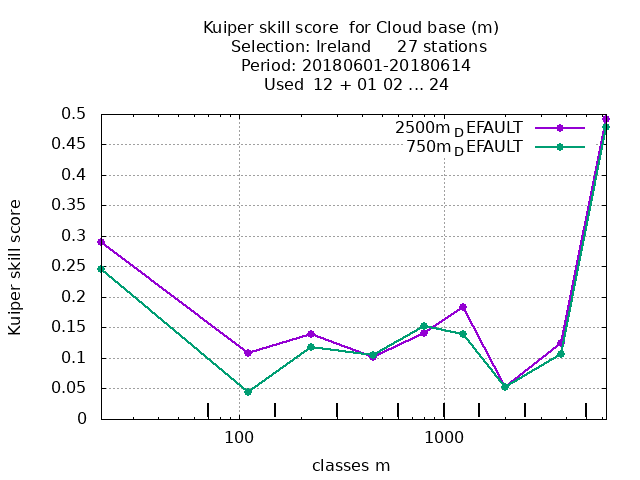 Kuiper skill score  for Cloud base (m)
Selection: Ireland     27 stations
Period: 20180601-20180614
Used  12 + 01 02 ... 24
0.5
0.45
0.4
0.35
0.3
0.25
0.2
0.15
0.1
0.05
0
Kuiper skill score
2500mDEFAULT
750mDEFAULT
100
1000
classes m